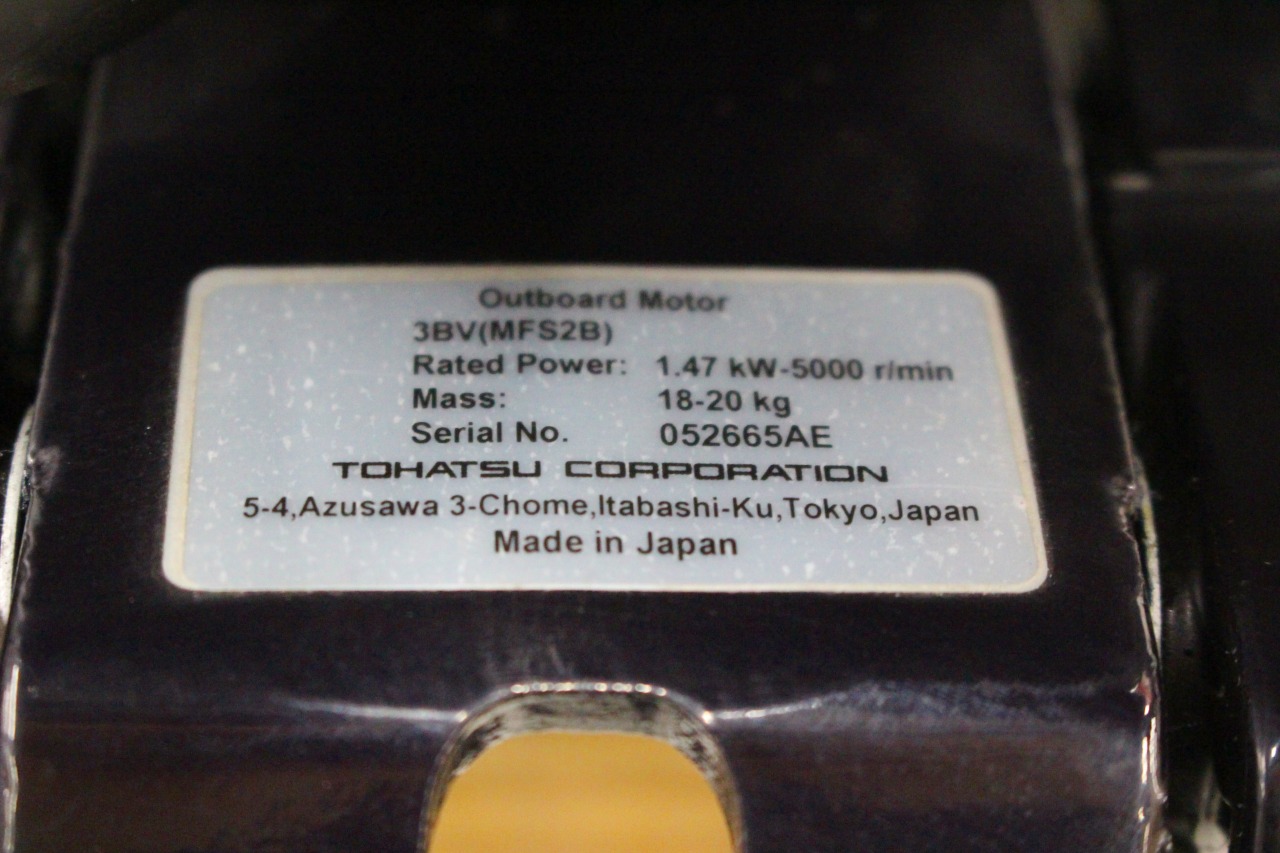 Outboard Motor
3BV(MFS2B)
Rated Power: 1.47 kW-5000 r/min
Mass: 18-20 kg
Serial No. 052665AE
TOHATSU CORPORATION
5-4,Azusawa 3-Chome,Itabashi-Ku,Tokyo,Japan
Made in Japan